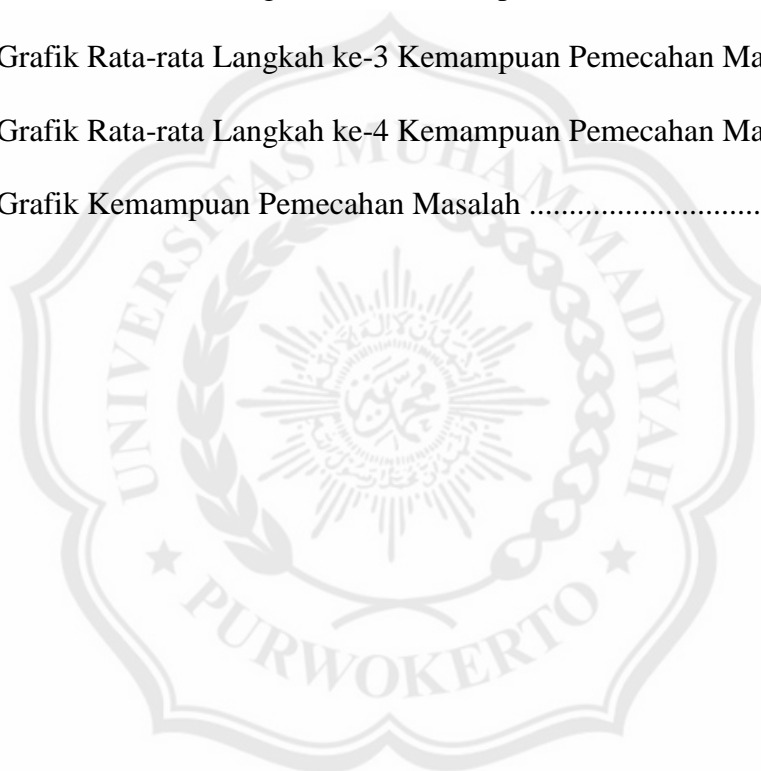 Grafik Rata-rata Langkah ke-3 Kemampuan Pemecahan Ma
Grafik Rata-rata Langkah ke-4 Kemampuan Pemecahan Ma
Grafik Kemampuan Pemecahan Masalah ..............................
UNIVERSITAS MUHAMMADIYAH
PURWOKERTO